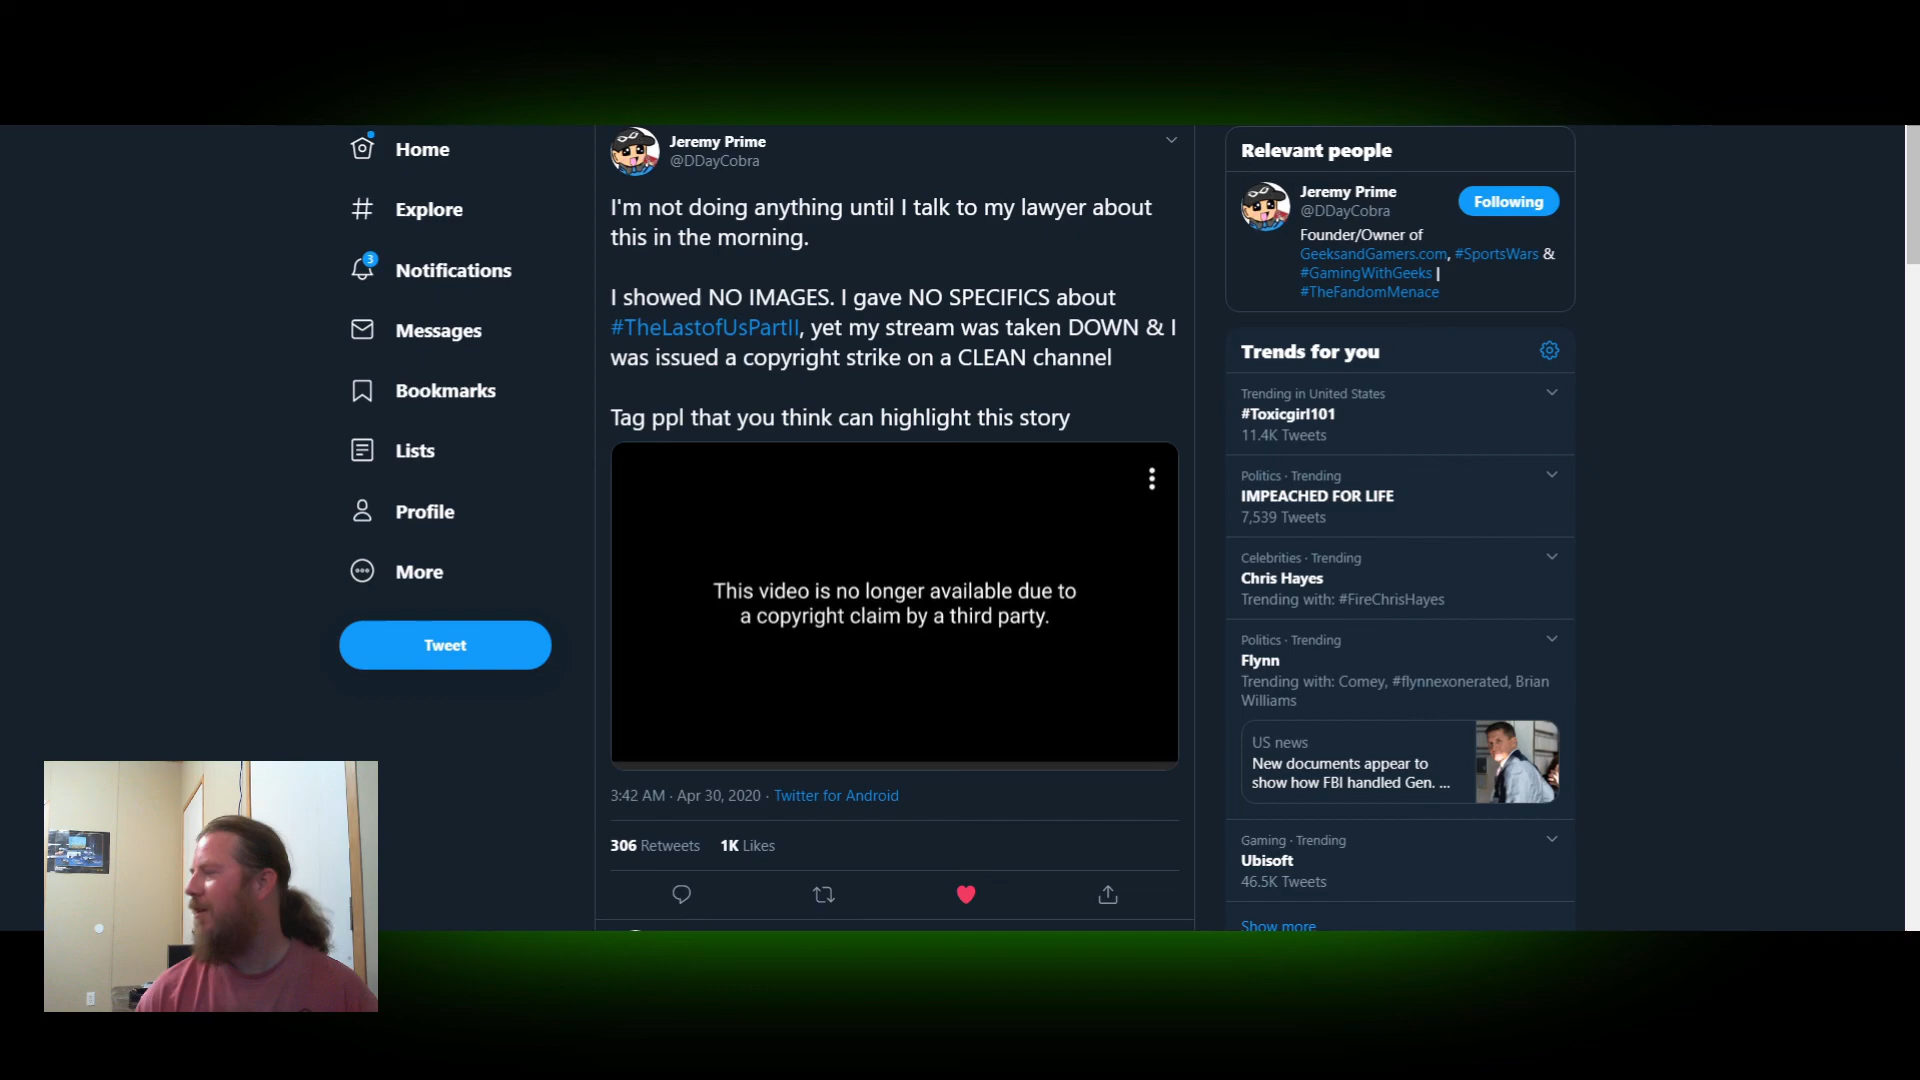 Home
Explore
3
Notifications
Messages
Bookmarks
Lists
Profile
More
Tweet
Jeremy Prime
@DDayCobra
I'm not doing anything until I talk to my lawyer about
this in the morning.
I showed NO IMAGES. I gave NO SPECIFICS about
#TheLastofUsPartII, yet my stream was taken DOWN & I
was issued a copyright strike on a CLEAN channel
Tag ppl that you think can highlight this story
This video is no longer available due to
a copyright claim by a third party.
3:42 AM · Apr 30, 2020 · Twitter for Android
306 Retweets 1K Likes
Relevant people
Jeremy Prime
@DDayCobra
Following
Founder/Owner of
GeeksandGamers.com, #SportsWars &
#GamingWithGeeks |
#TheFandomMenace
Trends for you
Trending in United States
#Toxicgirl101
11.4K Tweets
Politics · Trending
IMPEACHED FOR LIFE
7,539 Tweets
Celebrities · Trending
Chris Hayes
Trending with: #FireChrisHayes
Politics · Trending
Flynn
Trending with: Comey, #flynnexonerated, Brian
Williams
US news
New documents appear to
show how FBI handled Gen. ...
Gaming · Trending
Ubisoft
46.5K Tweets
Show more